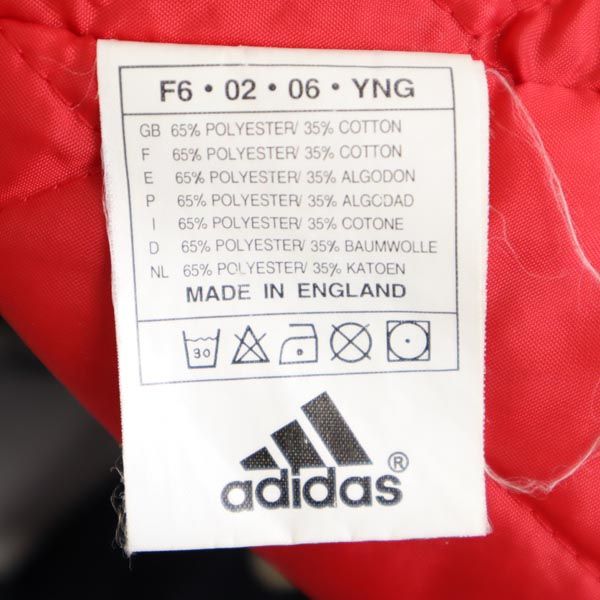 F6 • 02 • 06 • YNG
GB 65% POLYESTER/ 35% COTTON
F 65% POLYESTER/ 35% COTTON
E 65% POLYESTER/ 35% ALGODON
P 65% POLYESTER/ 35% ALGODAD
I 65% POLYESTER/ 35% COTONE
D 65% POLYESTER/ 35% BAUMWOLLE
NL 65% POLYESTER/ 35% KATOEN
MADE IN ENGLAND
30
adidas®